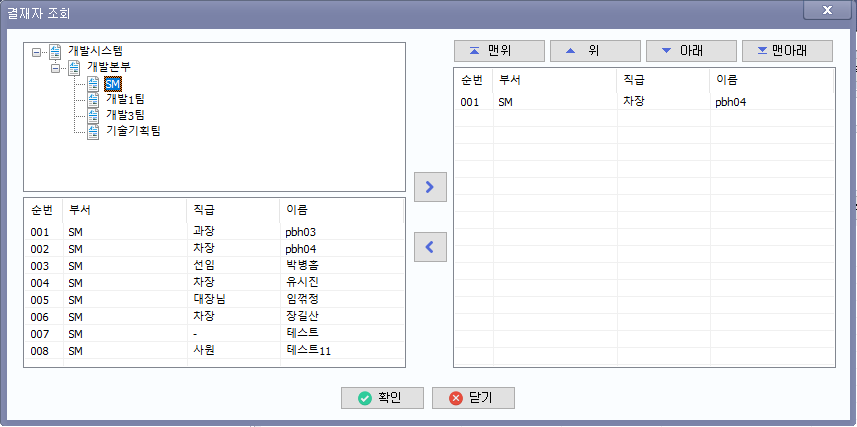 결재자 조회
개발시스템
개발본부
SM
개발1팀
개발3팀
기술기획팀
순번 부서 직급 이름
001 SM 과장 pbh03
002 SM 차장 pbh04
003 SM 선임 박병흠
004 SM 차장 유시진
005 SM 대장님 임꺾정
006 SM 차장 장길산
007 SM - 테스트
008 SM 사원 테스트11
맨위 위 아래 맨아래
순번 부서 직급 이름
001 SM 차장 pbh04
확인 닫기